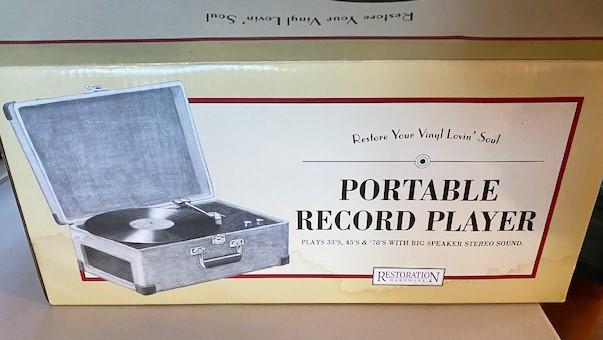 Restore Your Vinyl Lovin' Soul
Restore Your Vinyl Lovin' Soul
PORTABLE
RECORD PLAYER
PLAYS 33'S, 45'S & '78'S WITH BIG SPEAKER STEREO SOUND.
RESTORATION
HARDWARE